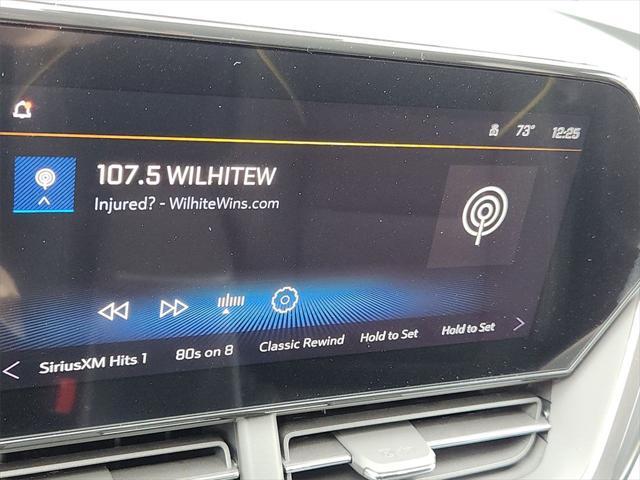 73° 12:25
107.5 WILHITEW
Injured? - WilhiteWins.com
SiriusXM Hits 1 80s on 8 Classic Rewind Hold to Set Hold to Set